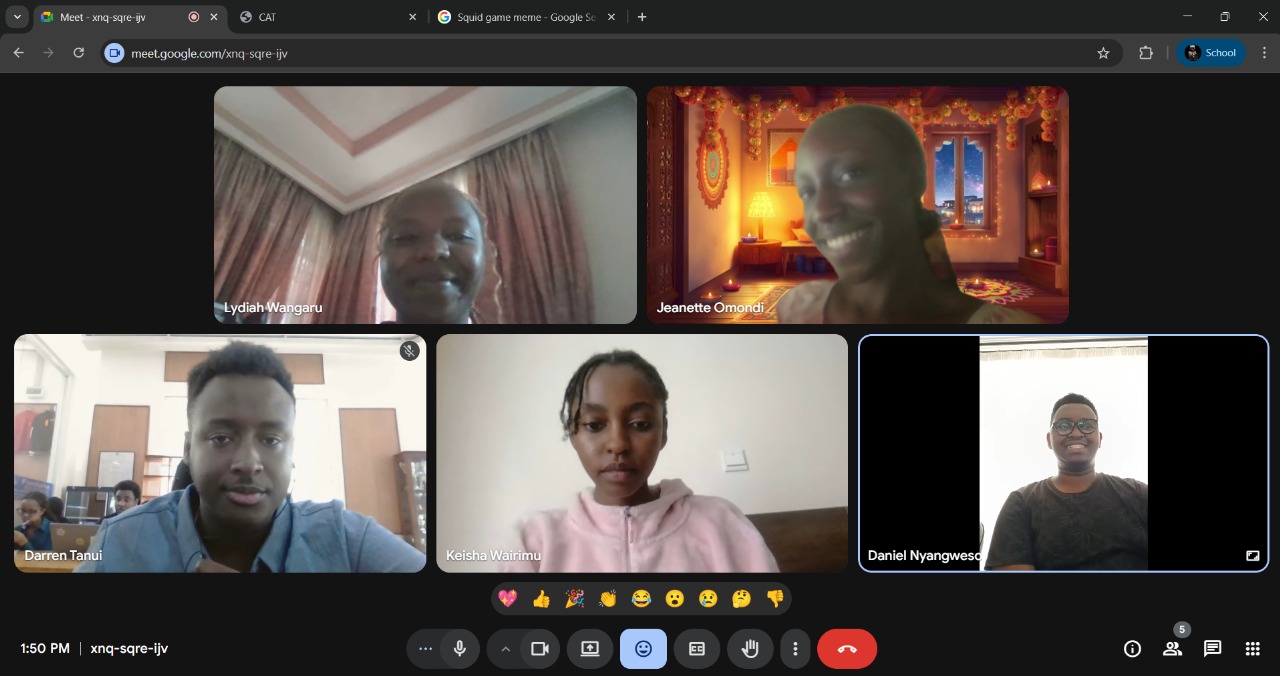 Meet - xnq-sqre-ijv
CAT
Squid game meme - Google Se
meet.google.com/xnq-sqre-ijv
School
Lydiah Wangaru
Jeanette Omondi
Darren Tanui
Keisha Wairimu
Daniel Nyangweso
CC
5
1:50 PM | xnq-sqre-ijv